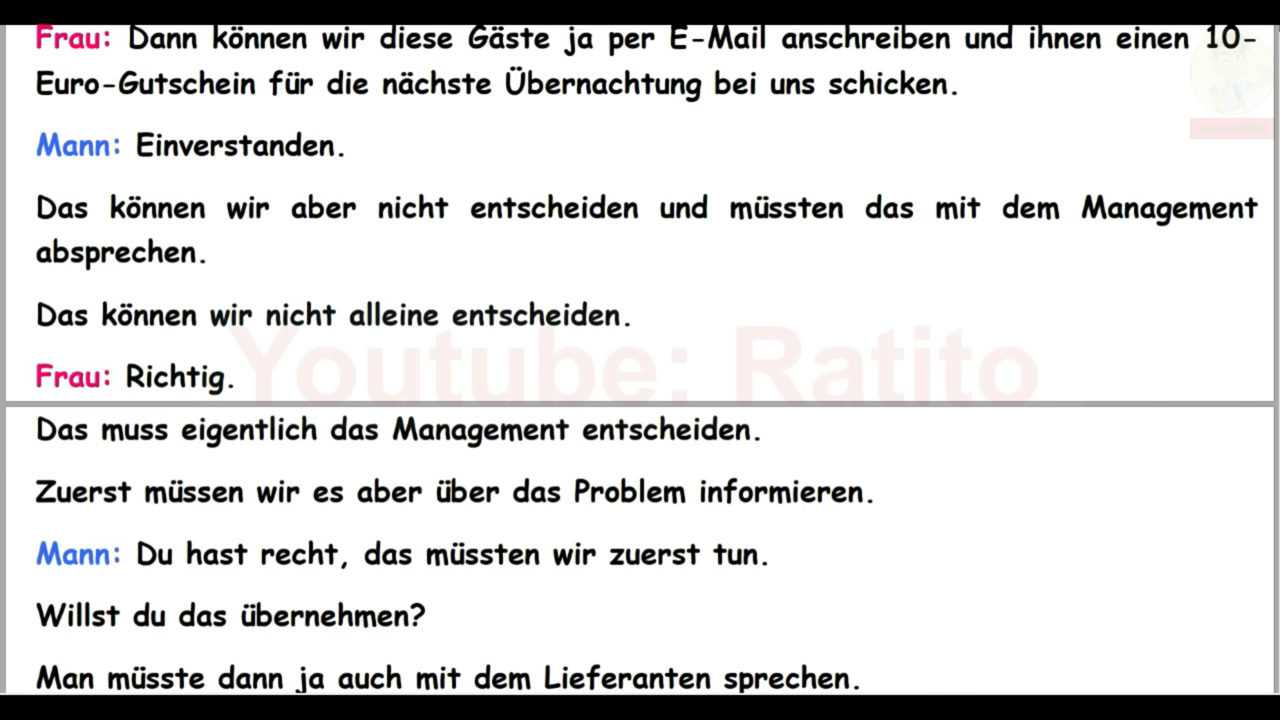 Frau: Dann können wir diese Gäste ja per E-Mail anschreiben und ihnen einen 10-
Euro-Gutschein für die nächste Übernachtung bei uns schicken.
Mann: Einverstanden.
Das können wir aber nicht entscheiden und müssten das mit dem Management
absprechen.
Das können wir nicht alleine entscheiden.
Youtube: Ratito
Frau: Richtig.
Das muss eigentlich das Management entscheiden.
Zuerst müssen wir es aber über das Problem informieren.
Mann: Du hast recht, das müssten wir zuerst tun.
Willst du das übernehmen?
Man müsste dann ja auch mit dem Lieferanten sprechen.